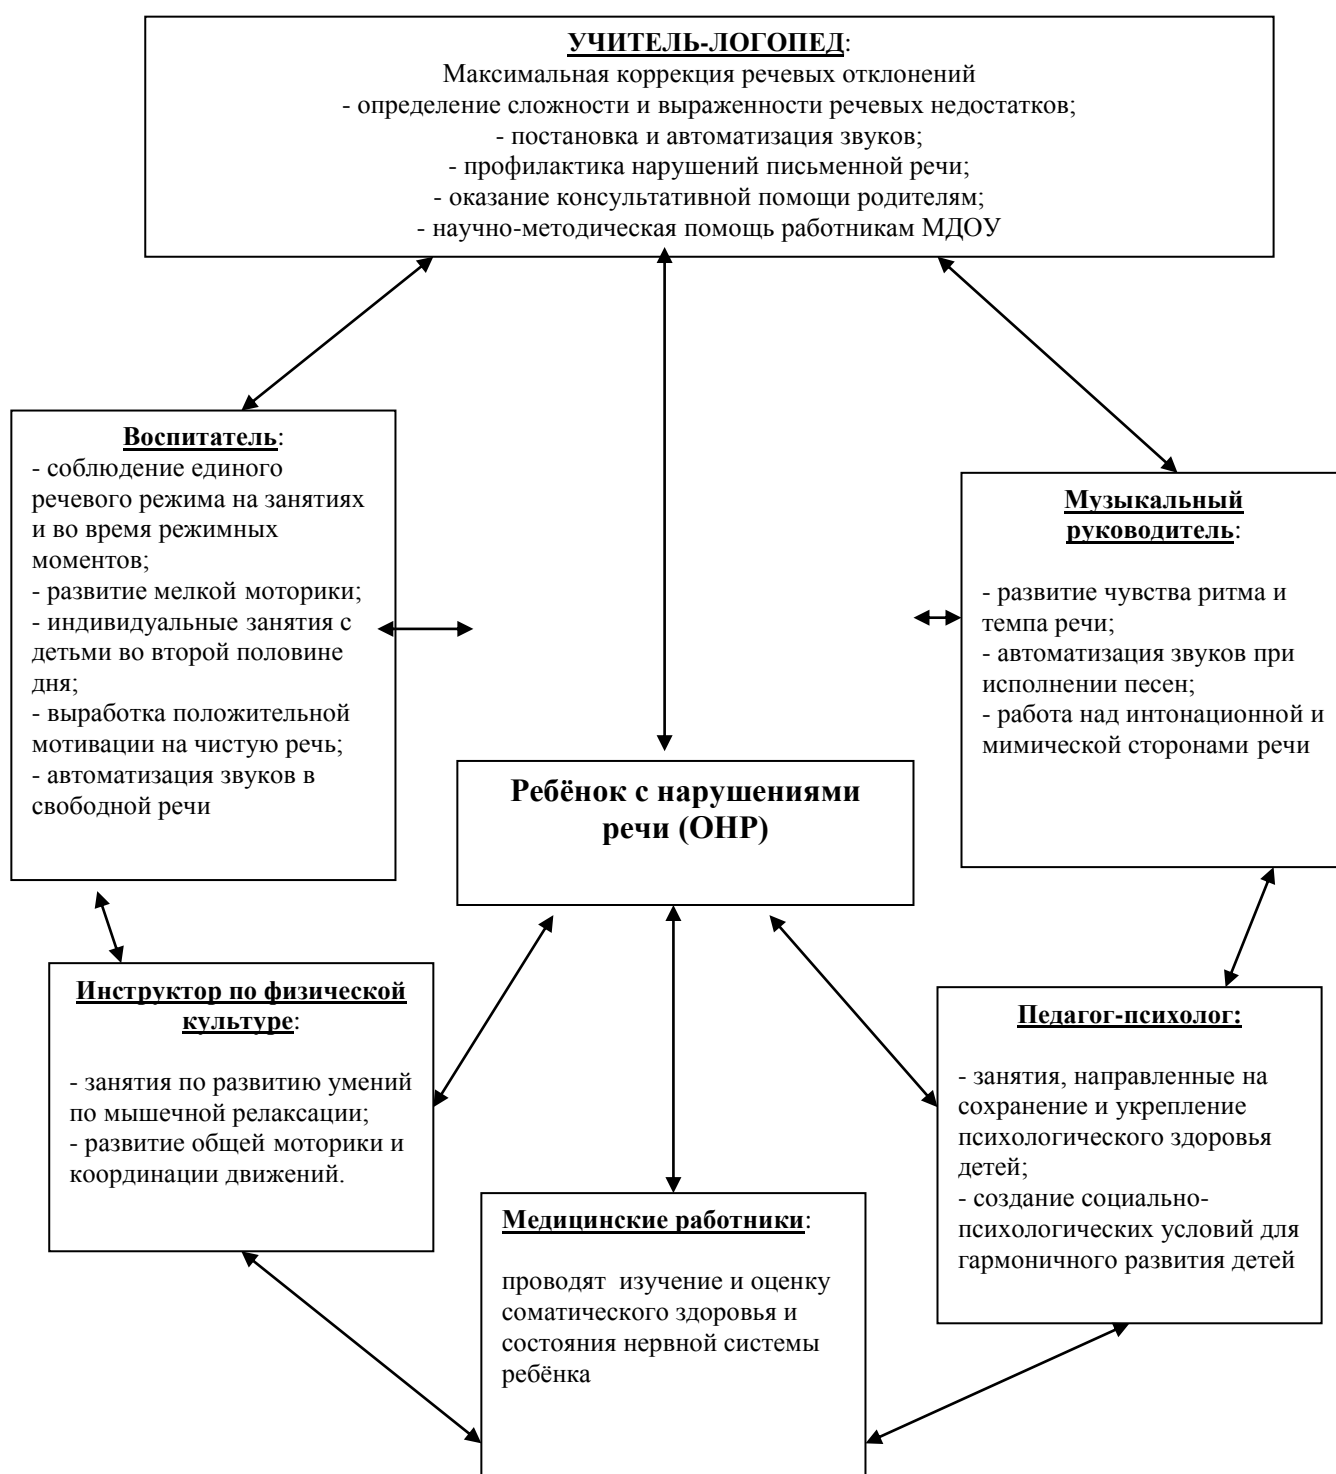 УЧИТЕЛЬ-ЛОГОПЕД:
Максимальная коррекция речевых отклонений
- определение сложности и выраженности речевых недостатков;
- постановка и автоматизация звуков;
- профилактика нарушений письменной речи;
- оказание консультативной помощи родителям;
- научно-методическая помощь работникам МДОУ
Воспитатель:
- соблюдение единого
речевого режима на занятиях
и во время режимных
моментов;
- развитие мелкой моторики;
- индивидуальные занятия с
детьми во второй половине
дня;
- выработка положительной
мотивации на чистую речь;
- автоматизация звуков в
свободной речи
Музыкальный
руководитель:
- развитие чувства ритма и
темпа речи;
- автоматизация звуков при
исполнении песен;
- работа над интонационной и
мимической сторонами речи
Ребёнок с нарушениями
речи (ОНР)
Инструктор по физической
культуре:
- занятия по развитию умений
по мышечной релаксации;
- развитие общей моторики и
координации движений.
Педагог-психолог:
- занятия, направленные на
сохранение и укрепление
психологического здоровья
детей;
- создание социально-
психологических условий для
гармоничного развития детей
Медицинские работники:
проводят изучение и оценку
соматического здоровья и
состояния нервной системы
ребёнка